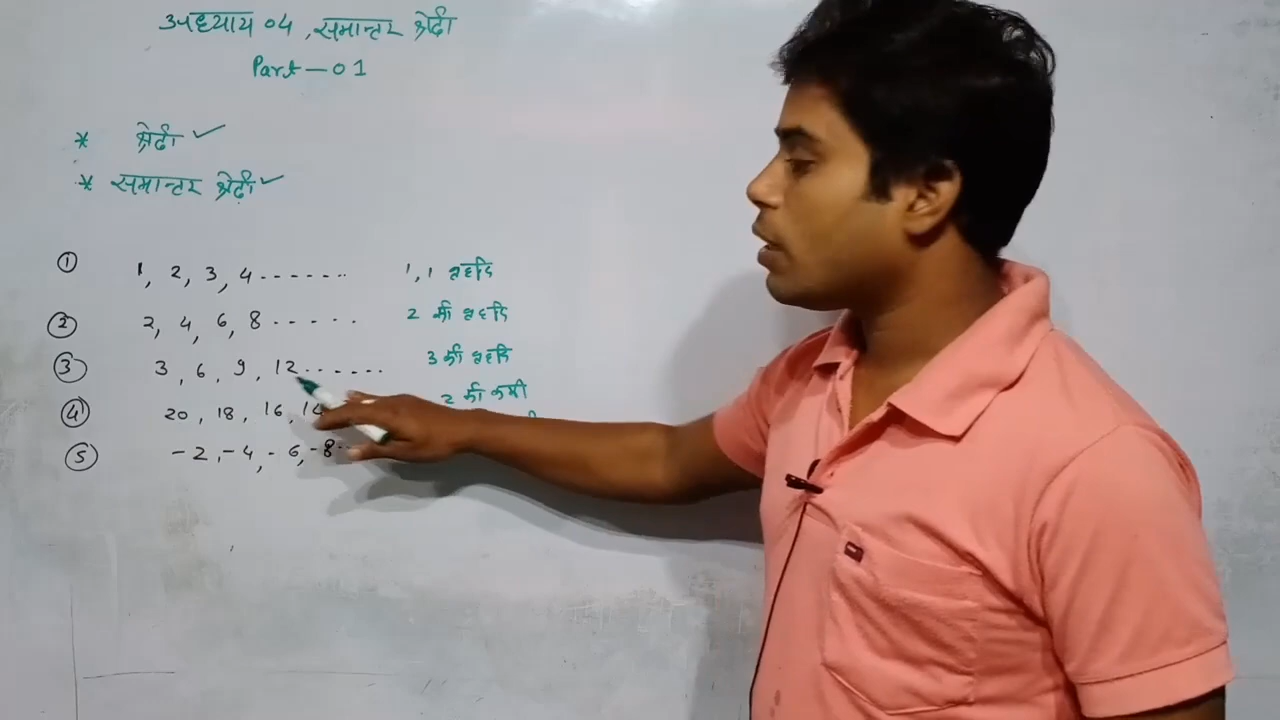 अध्याय 04, समान्तर श्रेढी
Part — 01
* श्रेढी ✓
* समान्तर श्रेढी ✓
① 1, 2, 3, 4 ------- 1, 1 वृद्दि
② 2, 4, 6, 8 ----- 2 की वृद्दि
③ 3, 6, 9, 12 ...... 3 की वृद्दि
④ 20, 18, 16, 14 2 की कमी
⑤ -2, -4, -6, -8 --